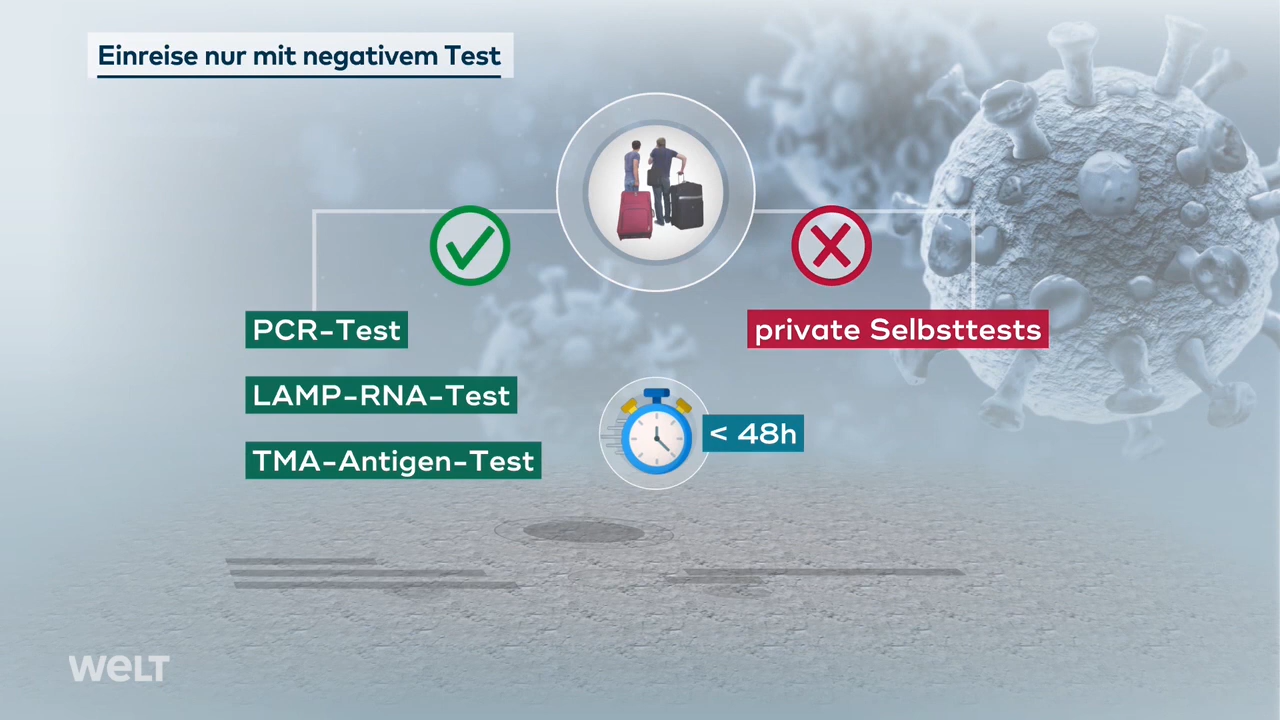 Einreise nur mit negativem Test
PCR-Test
LAMP-RNA-Test
TMA-Antigen-Test
private Selbsttests
< 48h
welt